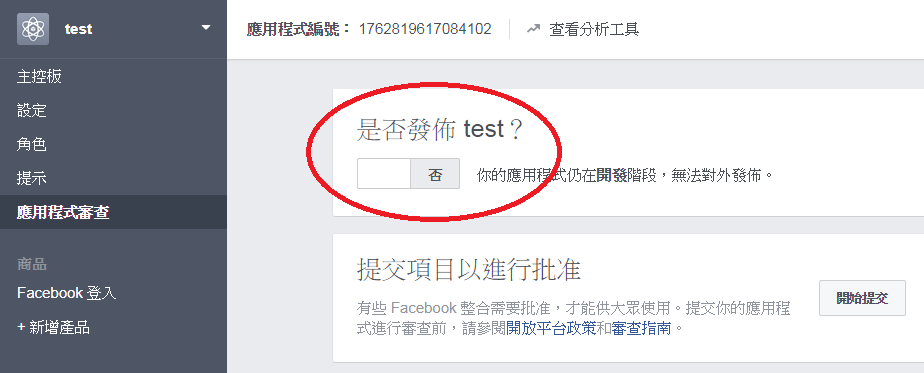 test
應用程式編號： 1762819617084102
查看分析工具
主控板
設定
角色
提示
應用程式審查
商品
Facebook 登入
+ 新增產品
是否發佈 test？
否
你的應用程式仍在開發階段，無法對外發佈。
提交項目以進行批准
有些 Facebook 整合需要批准，才能供大眾使用。提交你的應用程
式進行審查前，請參閱開放平台政策和審查指南。
開始提交